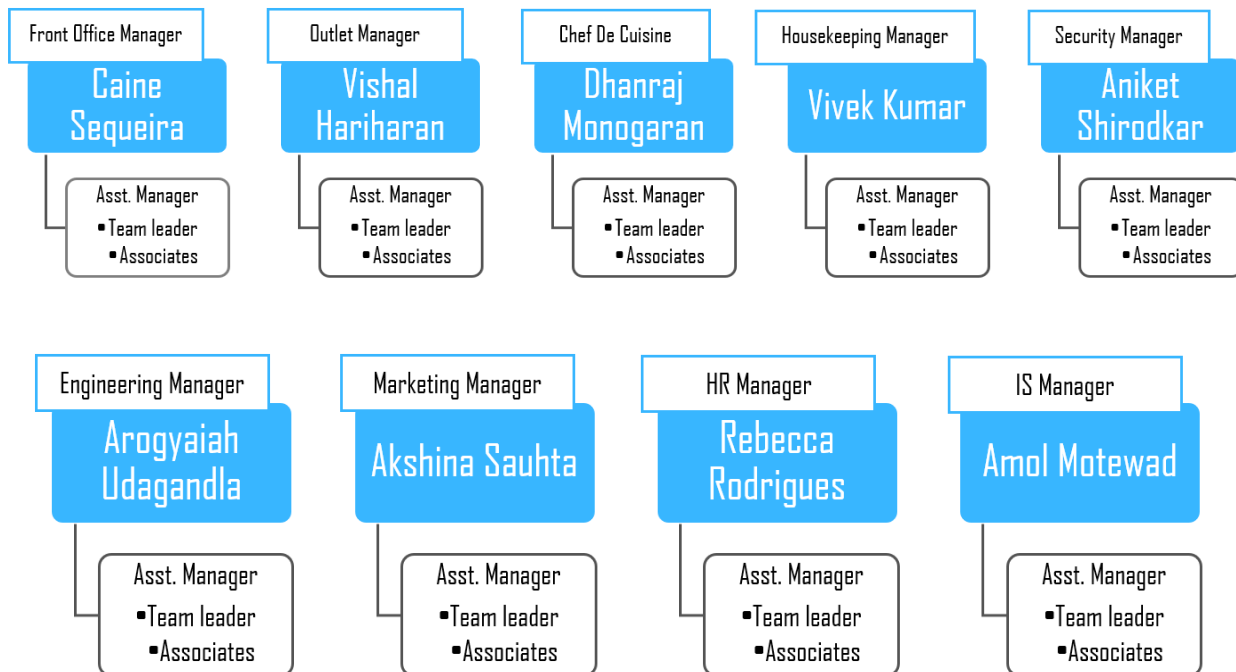 Front Office Manager
Caine
Sequeira
Asst. Manager
▪Team leader
▪Associates
Outlet Manager
Vishal
Hariharan
Asst. Manager
▪Team leader
▪Associates
Chef De Cuisine
Dhanraj
Monogaran
Asst. Manager
▪Team leader
▪Associates
Housekeeping Manager
Vivek Kumar
Asst. Manager
▪Team leader
▪Associates
Security Manager
Aniket
Shirodkar
Asst. Manager
▪Team leader
▪Associates
Engineering Manager
Arogyaiah
Udagandla
Asst. Manager
▪Team leader
▪Associates
Marketing Manager
Akshina Sauhta
Asst. Manager
▪Team leader
▪Associates
HR Manager
Rebecca
Rodrigues
Asst. Manager
▪Team leader
▪Associates
IS Manager
Amol Motewad
Asst. Manager
▪Team leader
▪Associates